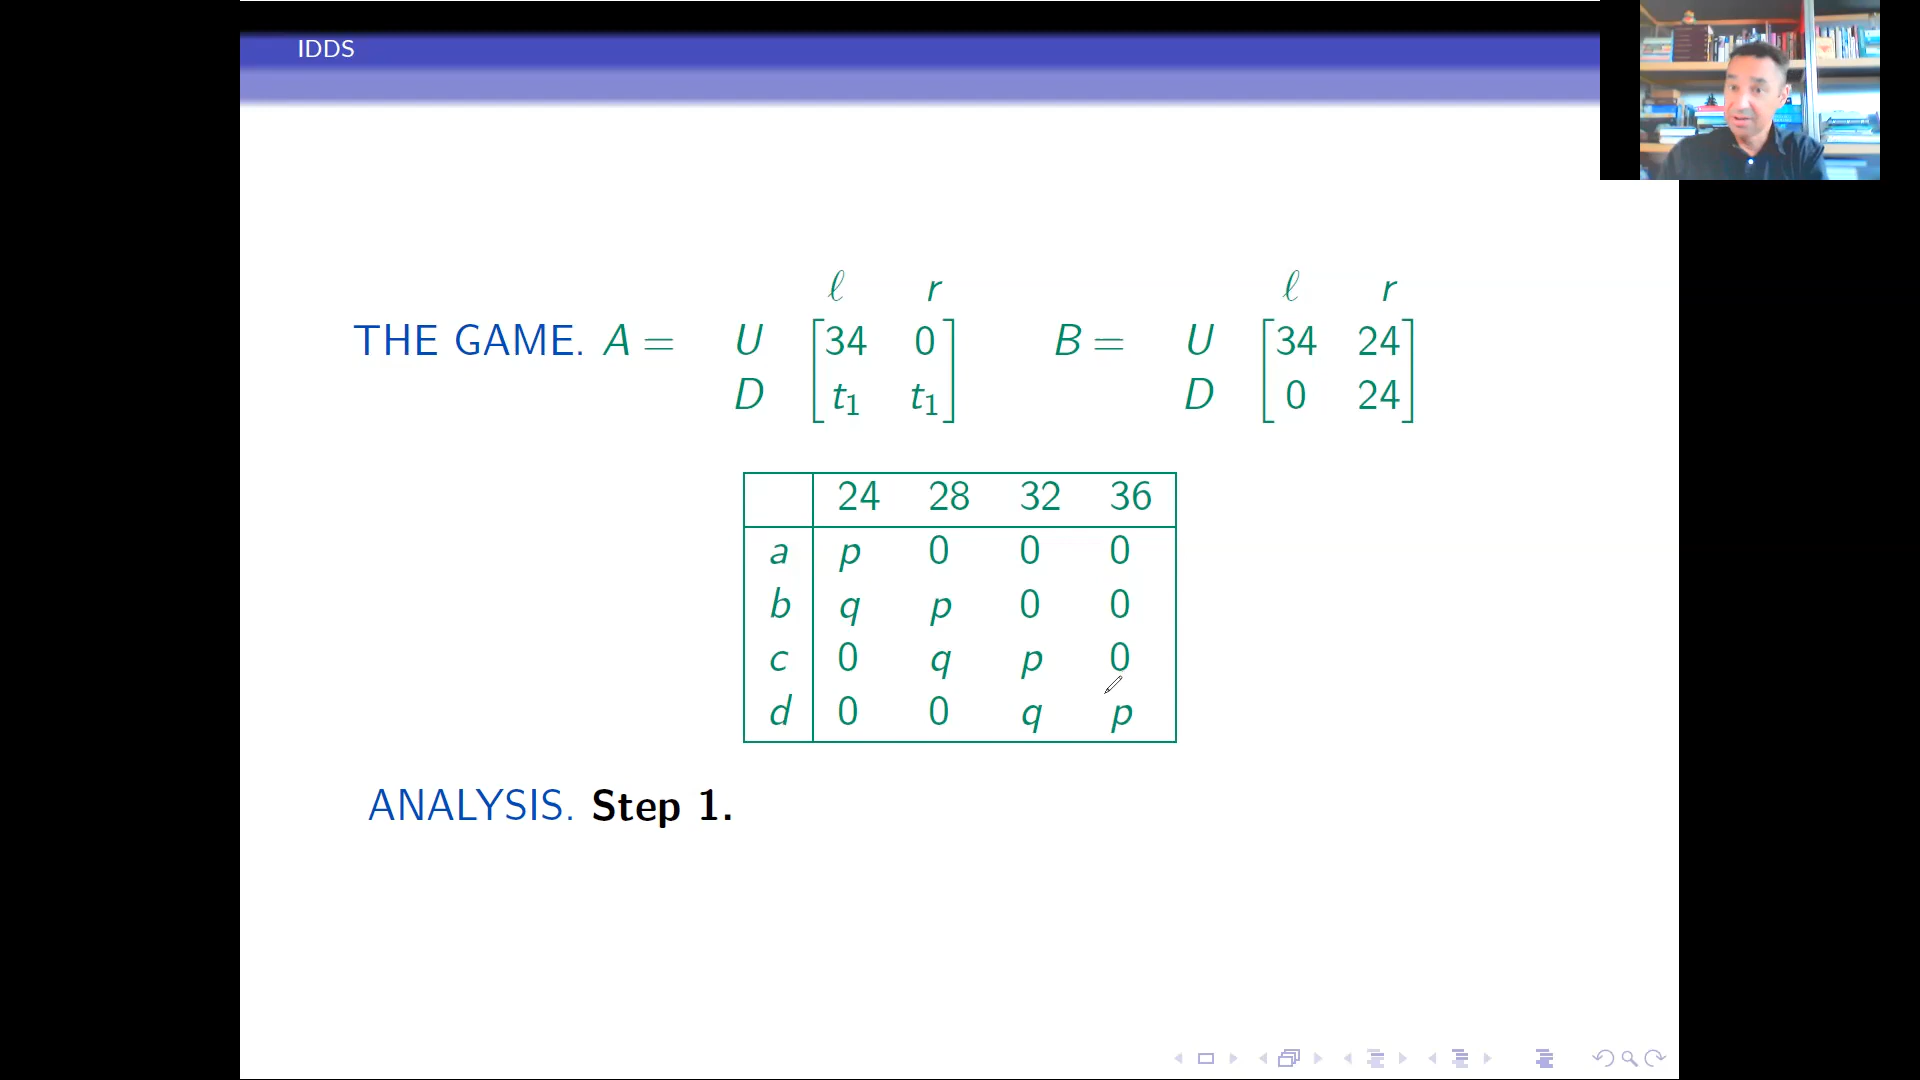 IDDS
ℓ r ℓ r
THE GAME. A = U [34 0] B = U [34 24]
D [t₁ t₁] D [0 24]
24 28 32 36
a p 0 0 0
b q p 0 0
c 0 q p 0
d 0 0 q p
ANALYSIS. Step 1.